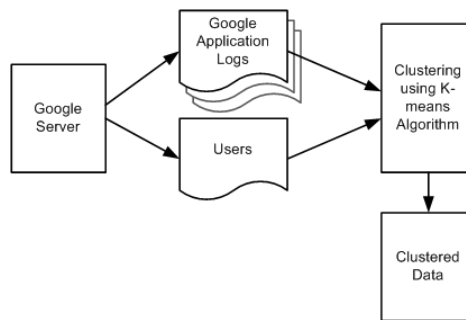 Google
Server
Google
Application
Logs
Users
Clustering
using K-
means
Algorithm
Clustered
Data